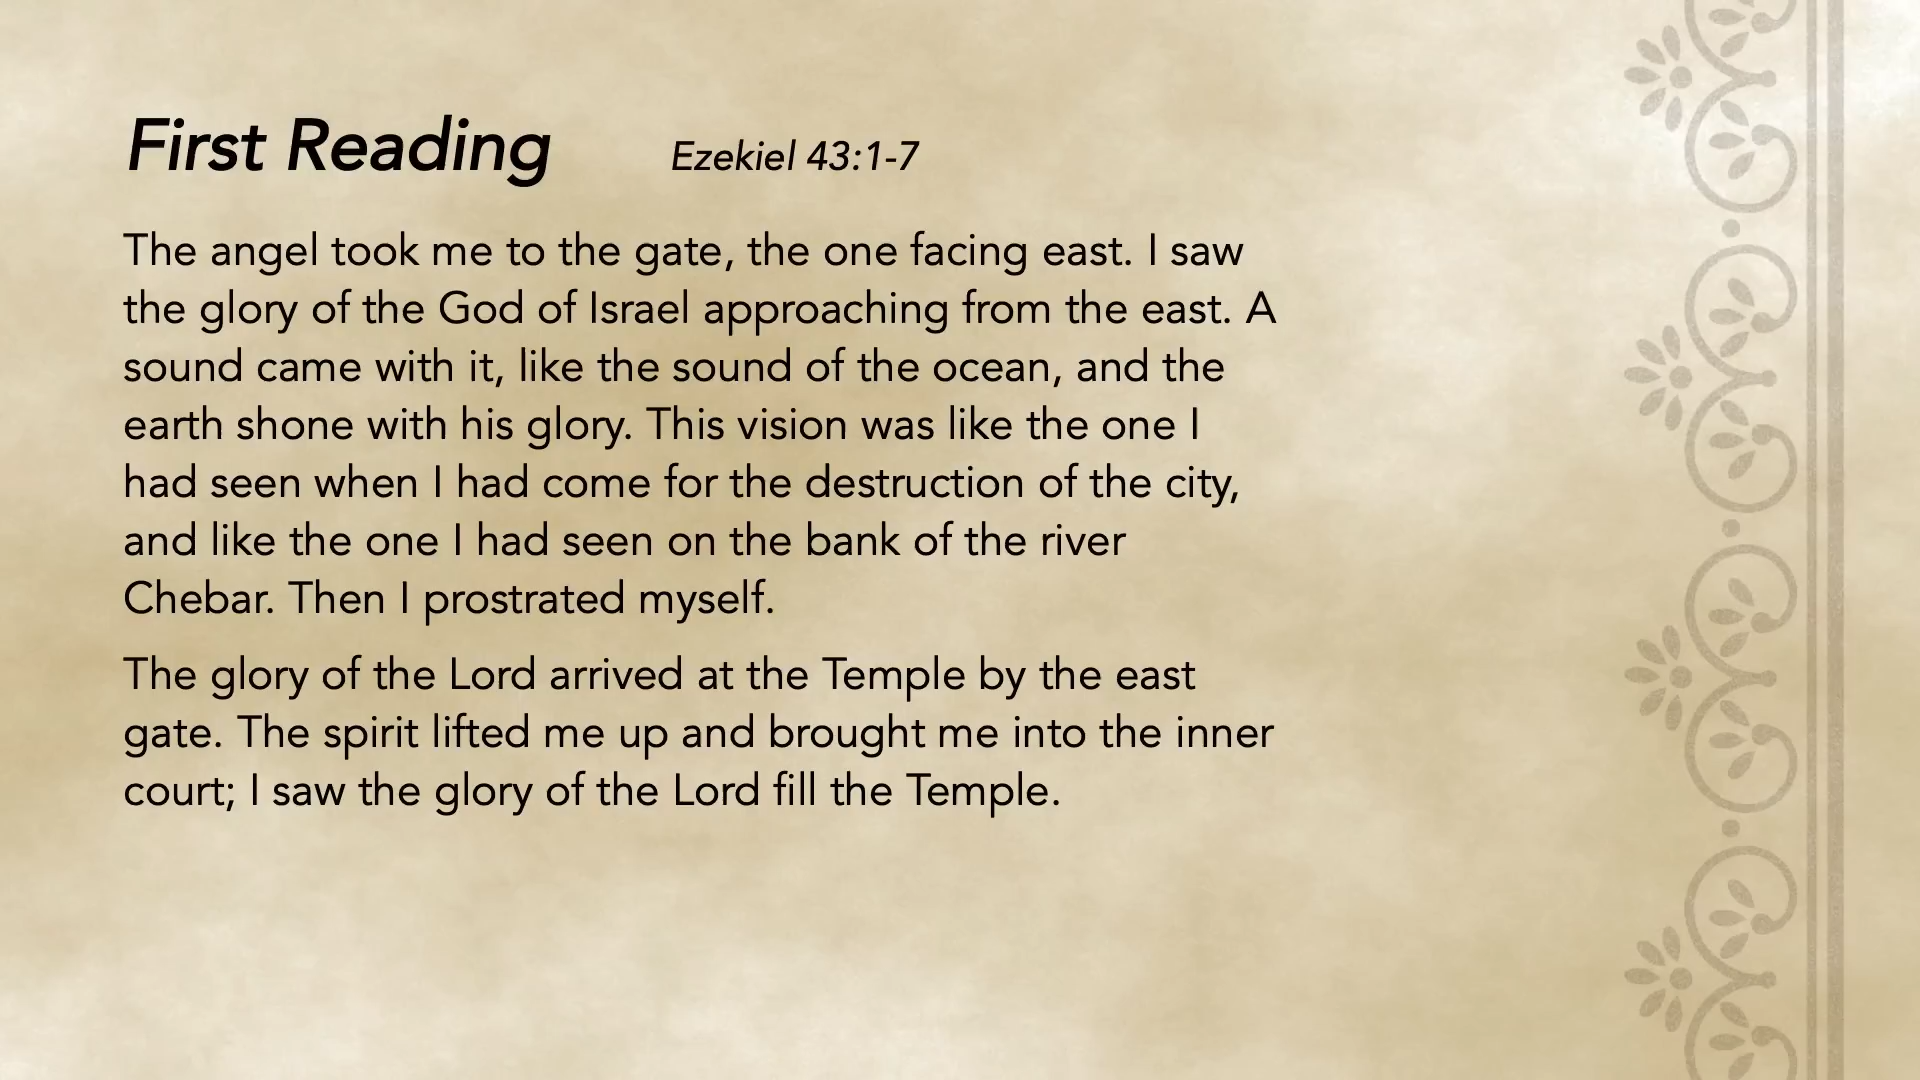 First Reading Ezekiel 43:1-7
The angel took me to the gate, the one facing east. I saw
the glory of the God of Israel approaching from the east. A
sound came with it, like the sound of the ocean, and the
earth shone with his glory. This vision was like the one I
had seen when I had come for the destruction of the city,
and like the one I had seen on the bank of the river
Chebar. Then I prostrated myself.
The glory of the Lord arrived at the Temple by the east
gate. The spirit lifted me up and brought me into the inner
court; I saw the glory of the Lord fill the Temple.